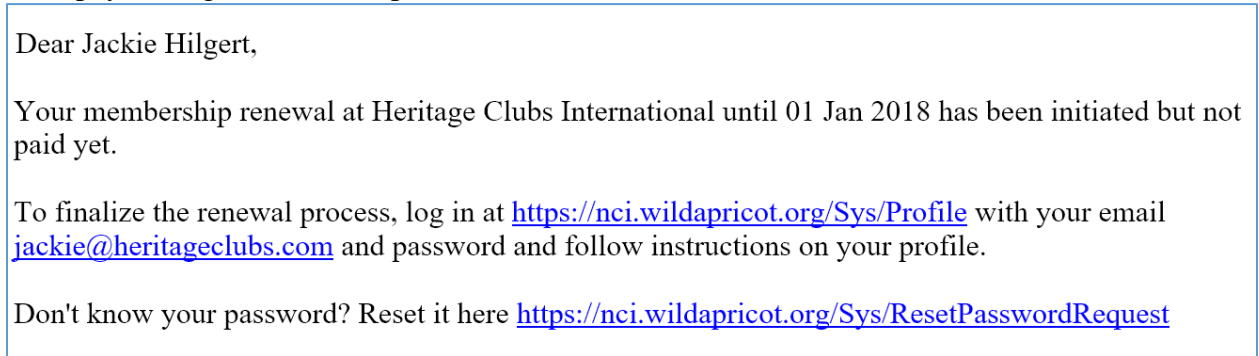 Dear Jackie Hilgert,
Your membership renewal at Heritage Clubs International until 01 Jan 2018 has been initiated but not
paid yet.
To finalize the renewal process, log in at https://nci.wildapricot.org/Sys/Profile with your email
jackie@heritageclubs.com and password and follow instructions on your profile.
Don't know your password? Reset it here https://nci.wildapricot.org/Sys/ResetPasswordRequest